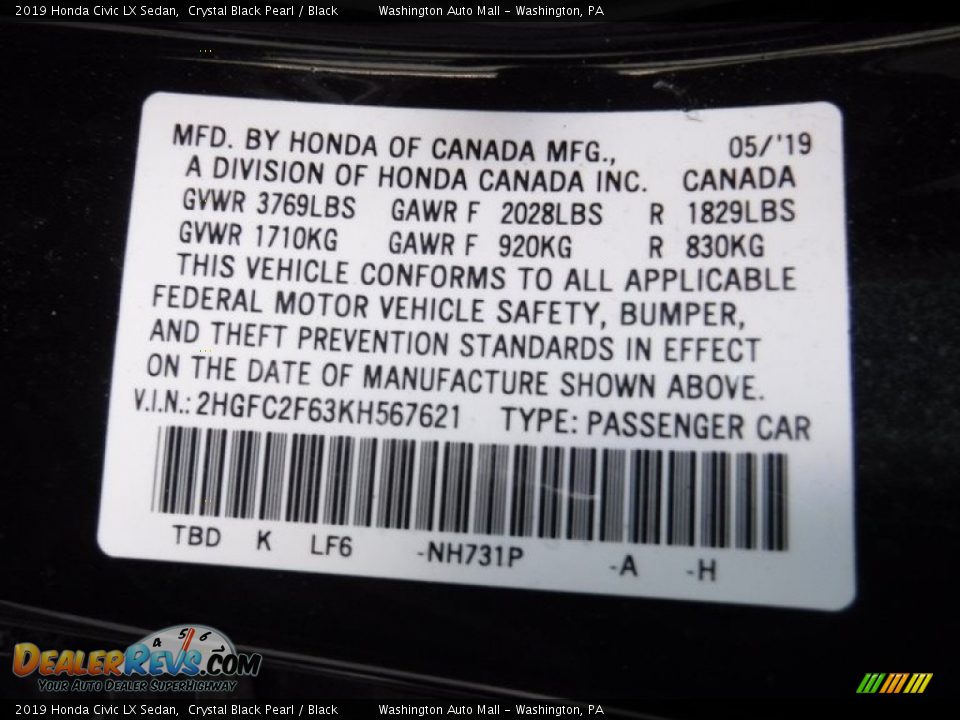 2019 Honda Civic LX Sedan, Crystal Black Pearl / Black Washington Auto Mall - Washington, PA
MFD. BY HONDA OF CANADA MFG., 05/'19
A DIVISION OF HONDA CANADA INC. CANADA
GVWR 3769LBS GAWR F 2028LBS R 1829LBS
GVWR 1710KG GAWR F 920KG R 830KG
THIS VEHICLE CONFORMS TO ALL APPLICABLE
FEDERAL MOTOR VEHICLE SAFETY, BUMPER,
AND THEFT PREVENTION STANDARDS IN EFFECT
ON THE DATE OF MANUFACTURE SHOWN ABOVE.
V.I.N.: 2HGFC2F63KH567621 TYPE: PASSENGER CAR
TBD K LF6 -NH731P -A -H
4 5 6
DEALERREVS.COM
YOUR AUTO DEALER SUPERHIGHWAY
2019 Honda Civic LX Sedan, Crystal Black Pearl / Black Washington Auto Mall - Washington, PA